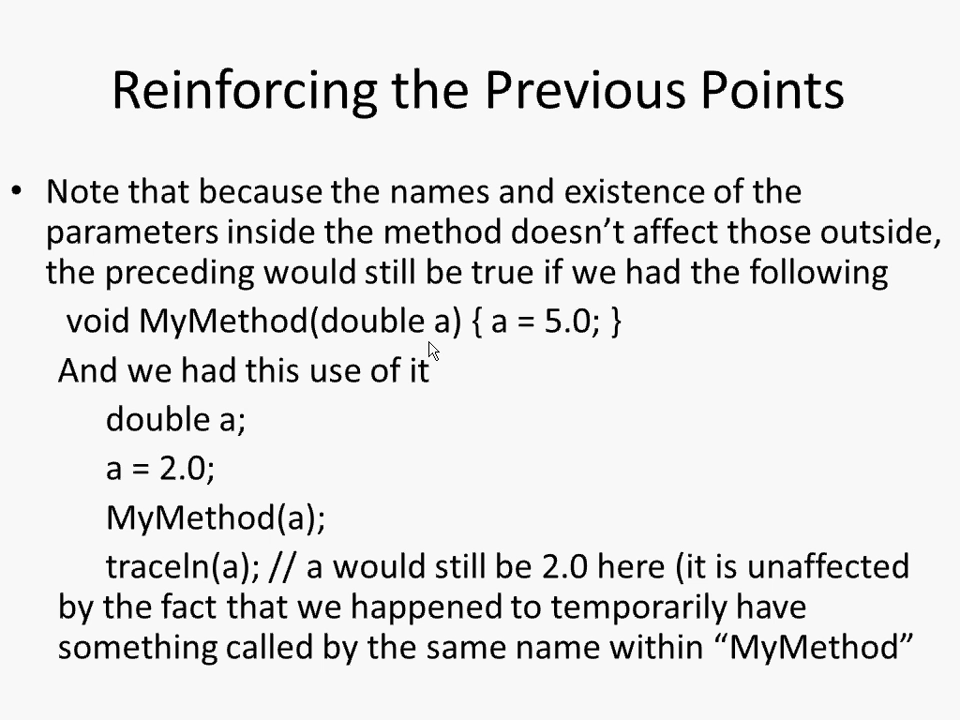 Reinforcing the Previous Points
• Note that because the names and existence of the
parameters inside the method doesn’t affect those outside,
the preceding would still be true if we had the following
void MyMethod(double a) { a = 5.0; }
And we had this use of it
double a;
a = 2.0;
MyMethod(a);
traceln(a); // a would still be 2.0 here (it is unaffected
by the fact that we happened to temporarily have
something called by the same name within “MyMethod”